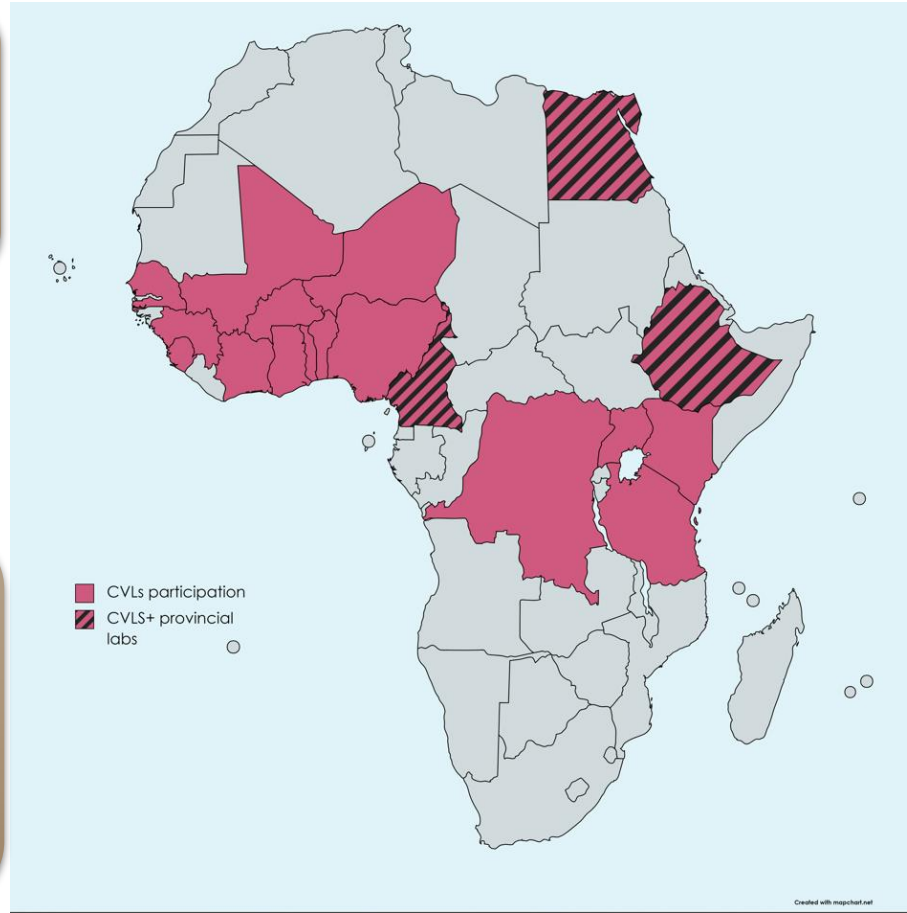 CVLs participation
CVLS+ provincial
labs
Created with mapchart.net